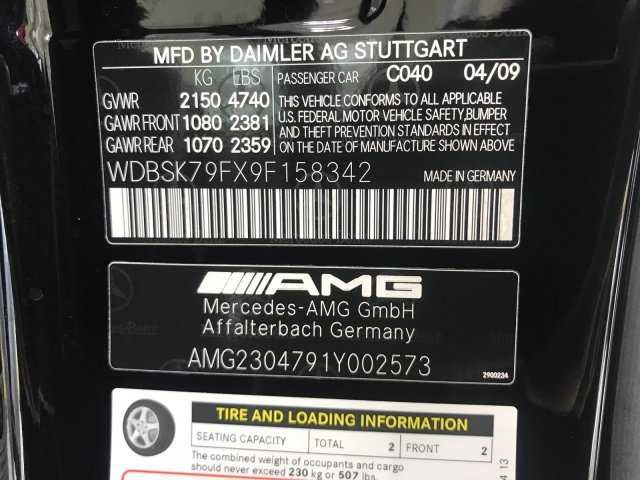 MFD BY DAIMLER AG STUTTGART
KG LBS PASSENGER CAR C040 04/09
GVWR 2150 4740 THIS VEHICLE CONFORMS TO ALL APPLICABLE
GAWR FRONT 1080 2381 U.S. FEDERAL MOTOR VEHICLE SAFETY, BUMPER
GAWR REAR 1070 2359 AND THEFT PREVENTION STANDARDS IN EFFECT
ON THE DATE OF MANUFACTURE SHOWN ABOVE
WDBSK79FX9F158342 MADE IN GERMANY
AMG
Mercedes-AMG GmbH
Affalterbach Germany
AMG2304791Y002573 2900234
TIRE AND LOADING INFORMATION
SEATING CAPACITY TOTAL 2 FRONT 2
The combined weight of occupants and cargo
should never exceed 230 kg or 507 lbs.